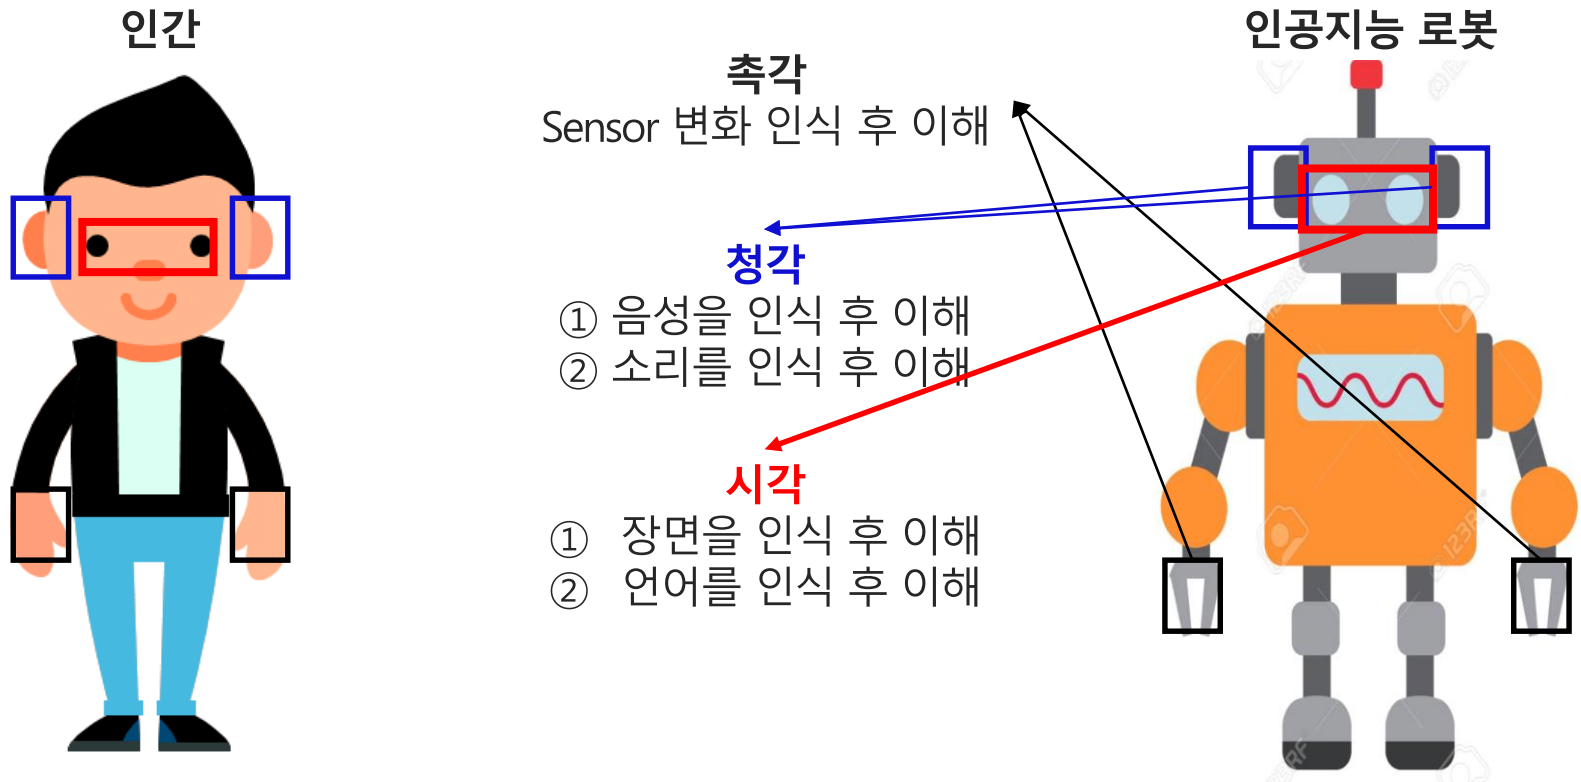 인간
인공지능 로봇
촉각
Sensor 변화 인식 후 이해
청각
① 음성을 인식 후 이해
② 소리를 인식 후 이해
시각
① 장면을 인식 후 이해
② 언어를 인식 후 이해